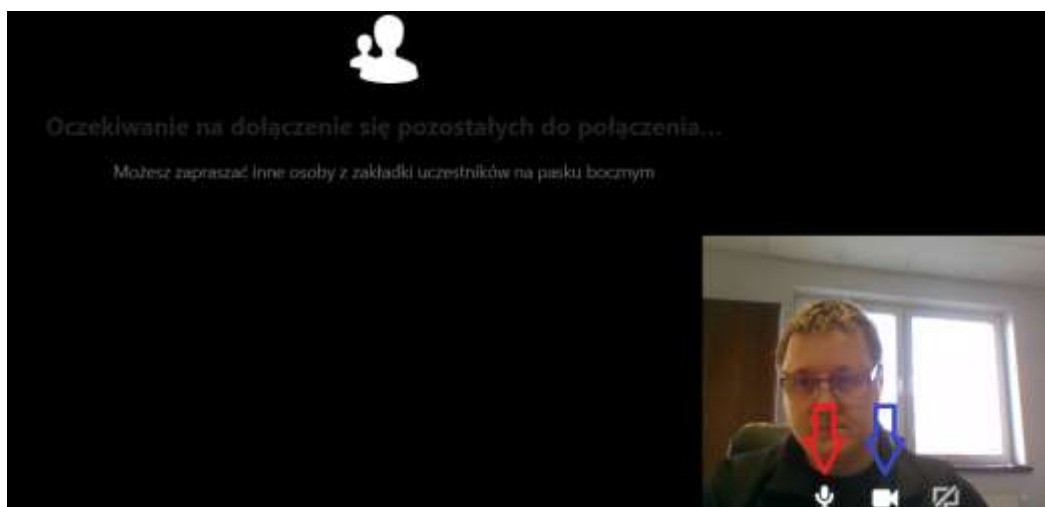 Oczekiwanie na dołączenie się pozostałych do połączenia...
Możesz zapraszać inne osoby z zakładki uczestników na pasku bocznym